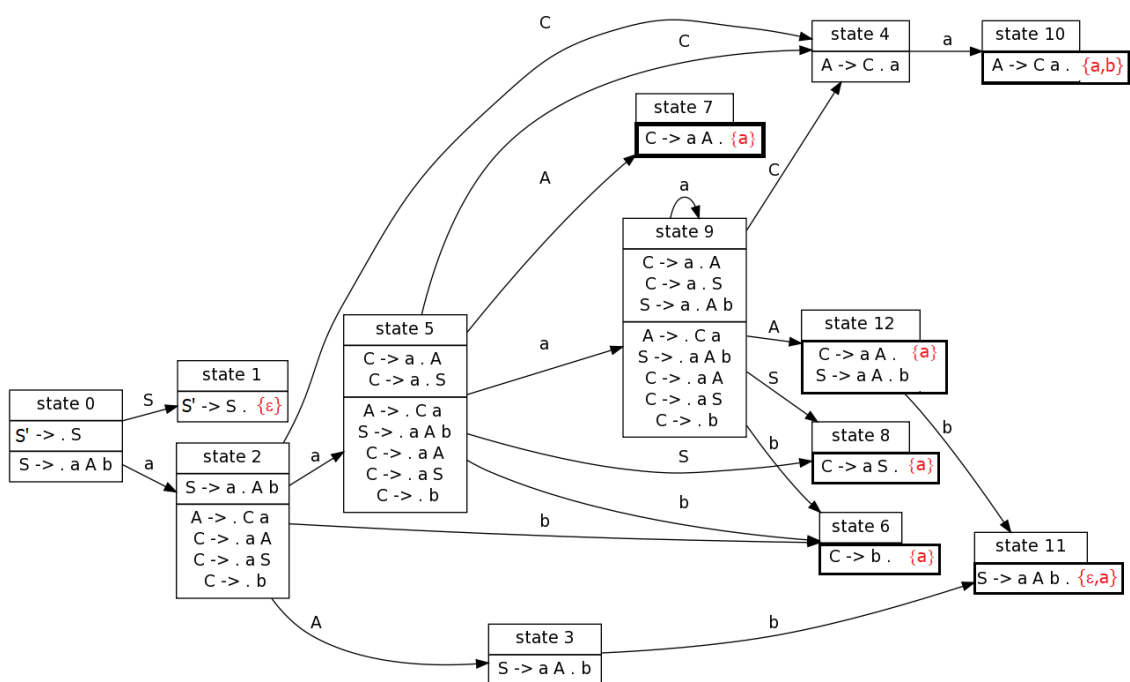 C
state 4
a
state 10
C
A -> C . a
A -> C a . {a,b}
state 7
C -> a A . {a}
A
a
C
state 9
C -> a . A
C -> a . S
S -> a . A b
A -> . C a
S -> . a A b
C -> . a A
C -> . a S
C -> . b
state 5
C -> a . A
C -> a . S
A -> . C a
S -> . a A b
C -> . a A
C -> . a S
C -> . b
a
A
state 12
C -> a A . {a}
S -> a A . b
state 1
S' -> S . {ε}
S
state 0
S' -> . S
S -> . a A b
a
S
b
b
state 8
C -> a S . {a}
state 2
S -> a . A b
A -> . C a
C -> . a A
C -> . a S
C -> . b
a
S
b
b
state 6
C -> b . {a}
state 11
S -> a A b . {ε,a}
A
b
state 3
S -> a A . b